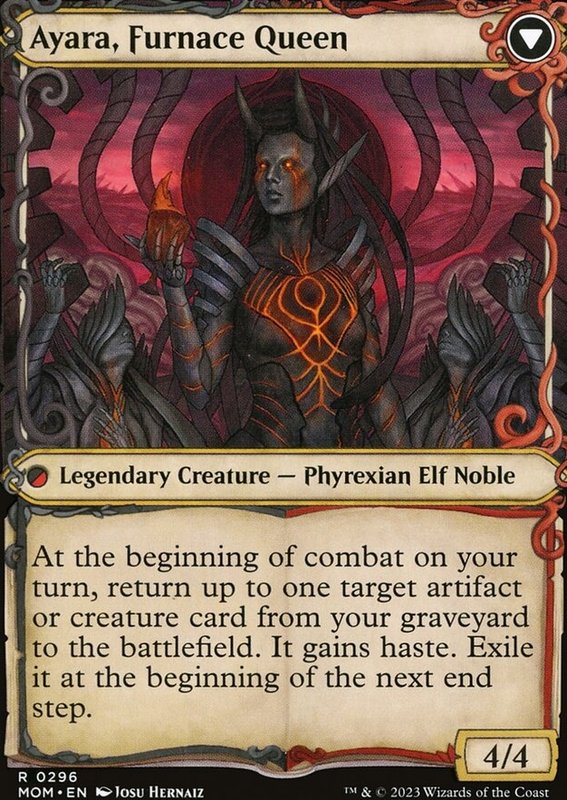 Ayara, Furnace Queen
Legendary Creature — Phyrexian Elf Noble
At the beginning of combat on your
turn, return up to one target artifact
or creature card from your graveyard
to the battlefield. It gains haste. Exile
it at the beginning of the next end
step.
4/4
R 0296
MOM • EN Josu Hernaiz
™ & © 2023 Wizards of the Coast